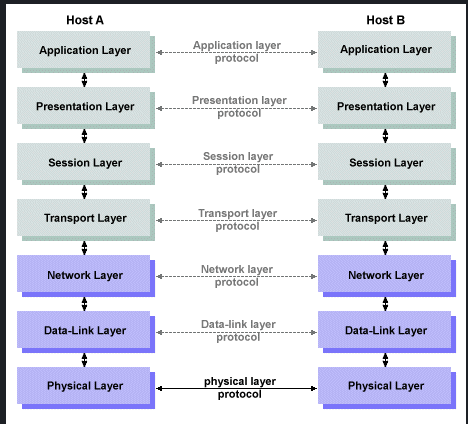 Host A
Host B
Application Layer
Application layer
protocol
Application Layer
Presentation Layer
Presentation layer
protocol
Presentation Layer
Session Layer
Session layer
protocol
Session Layer
Transport Layer
Transport layer
protocol
Transport Layer
Network Layer
Network layer
protocol
Network Layer
Data-Link Layer
Data-link layer
protocol
Data-Link Layer
Physical Layer
physical layer
protocol
Physical Layer